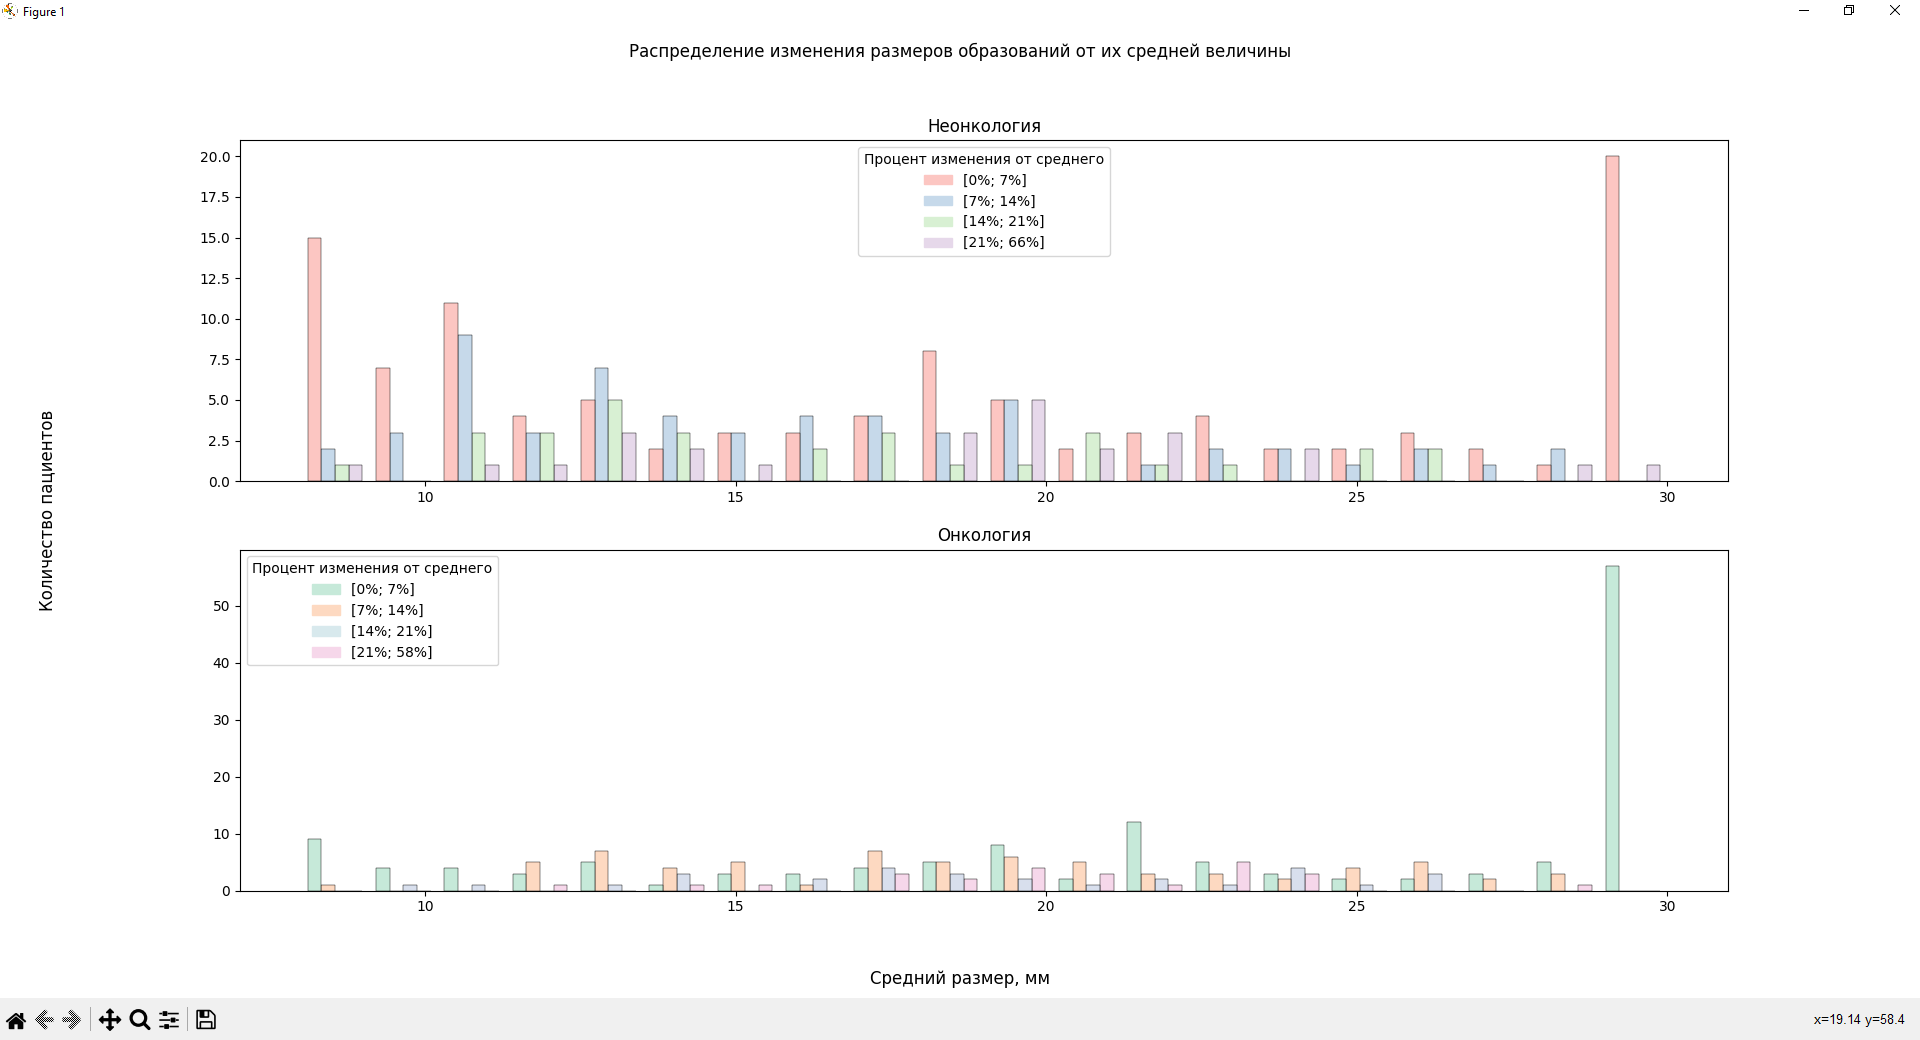 Figure 1
Распределение изменения размеров образований от их средней величины
Неонкология
Процент изменения от среднего
[0%; 7%]
[7%; 14%]
[14%; 21%]
[21%; 66%]
20.0
17.5
15.0
12.5
10.0
7.5
5.0
2.5
0.0
10 15 20 25 30
Количество пациентов
Онкология
Процент изменения от среднего
[0%; 7%]
[7%; 14%]
[14%; 21%]
[21%; 58%]
50
40
30
20
10
0
10 15 20 25 30
Средний размер, мм
x=19.14 y=58.4